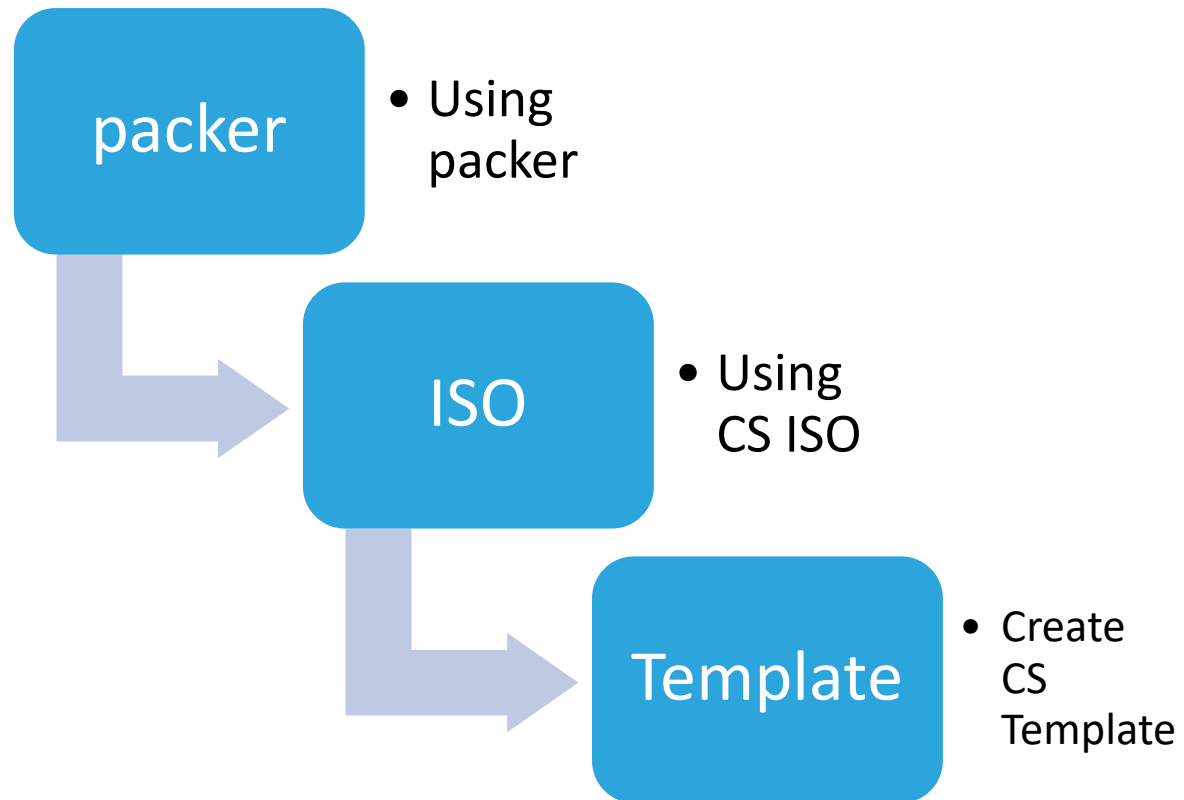 packer
• Using
packer
ISO
• Using
CS ISO
Template
• Create
CS
Template